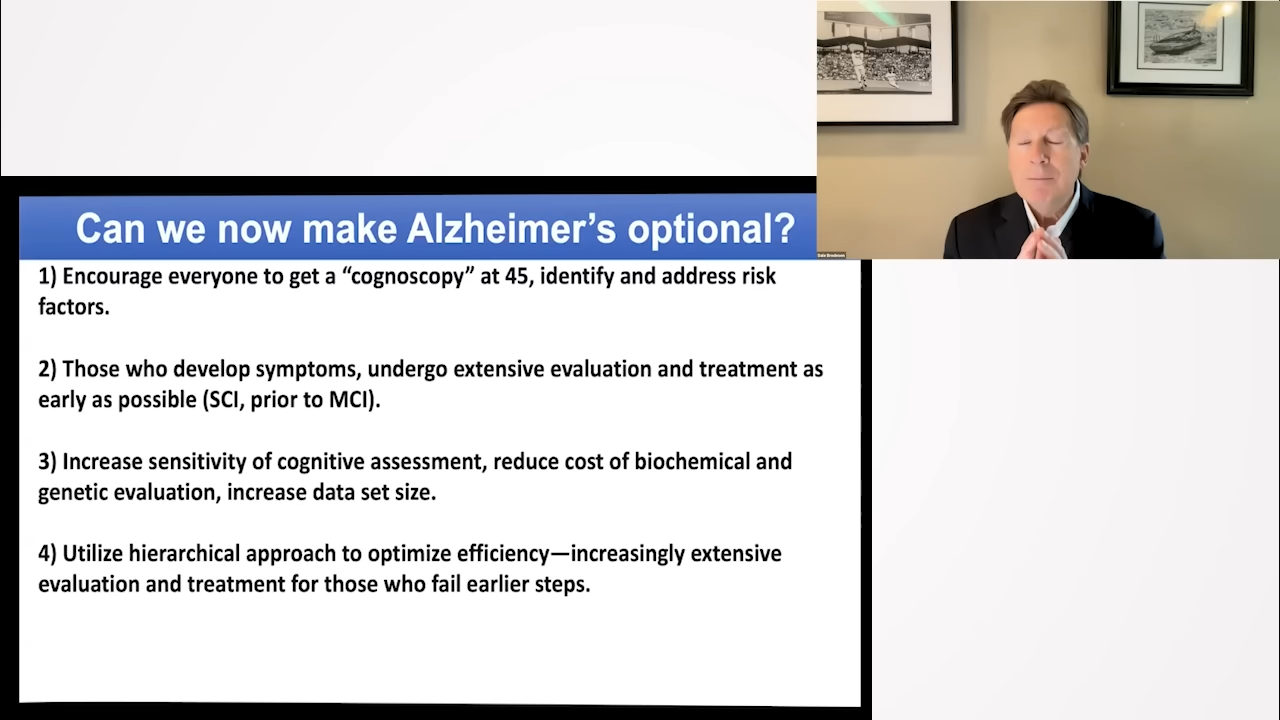 Can we now make Alzheimer's optional?
1) Encourage everyone to get a “cognoscopy” at 45, identify and address risk
factors.
2) Those who develop symptoms, undergo extensive evaluation and treatment as
early as possible (SCI, prior to MCI).
3) Increase sensitivity of cognitive assessment, reduce cost of biochemical and
genetic evaluation, increase data set size.
4) Utilize hierarchical approach to optimize efficiency—increasingly extensive
evaluation and treatment for those who fail earlier steps.
Dale Bredesen